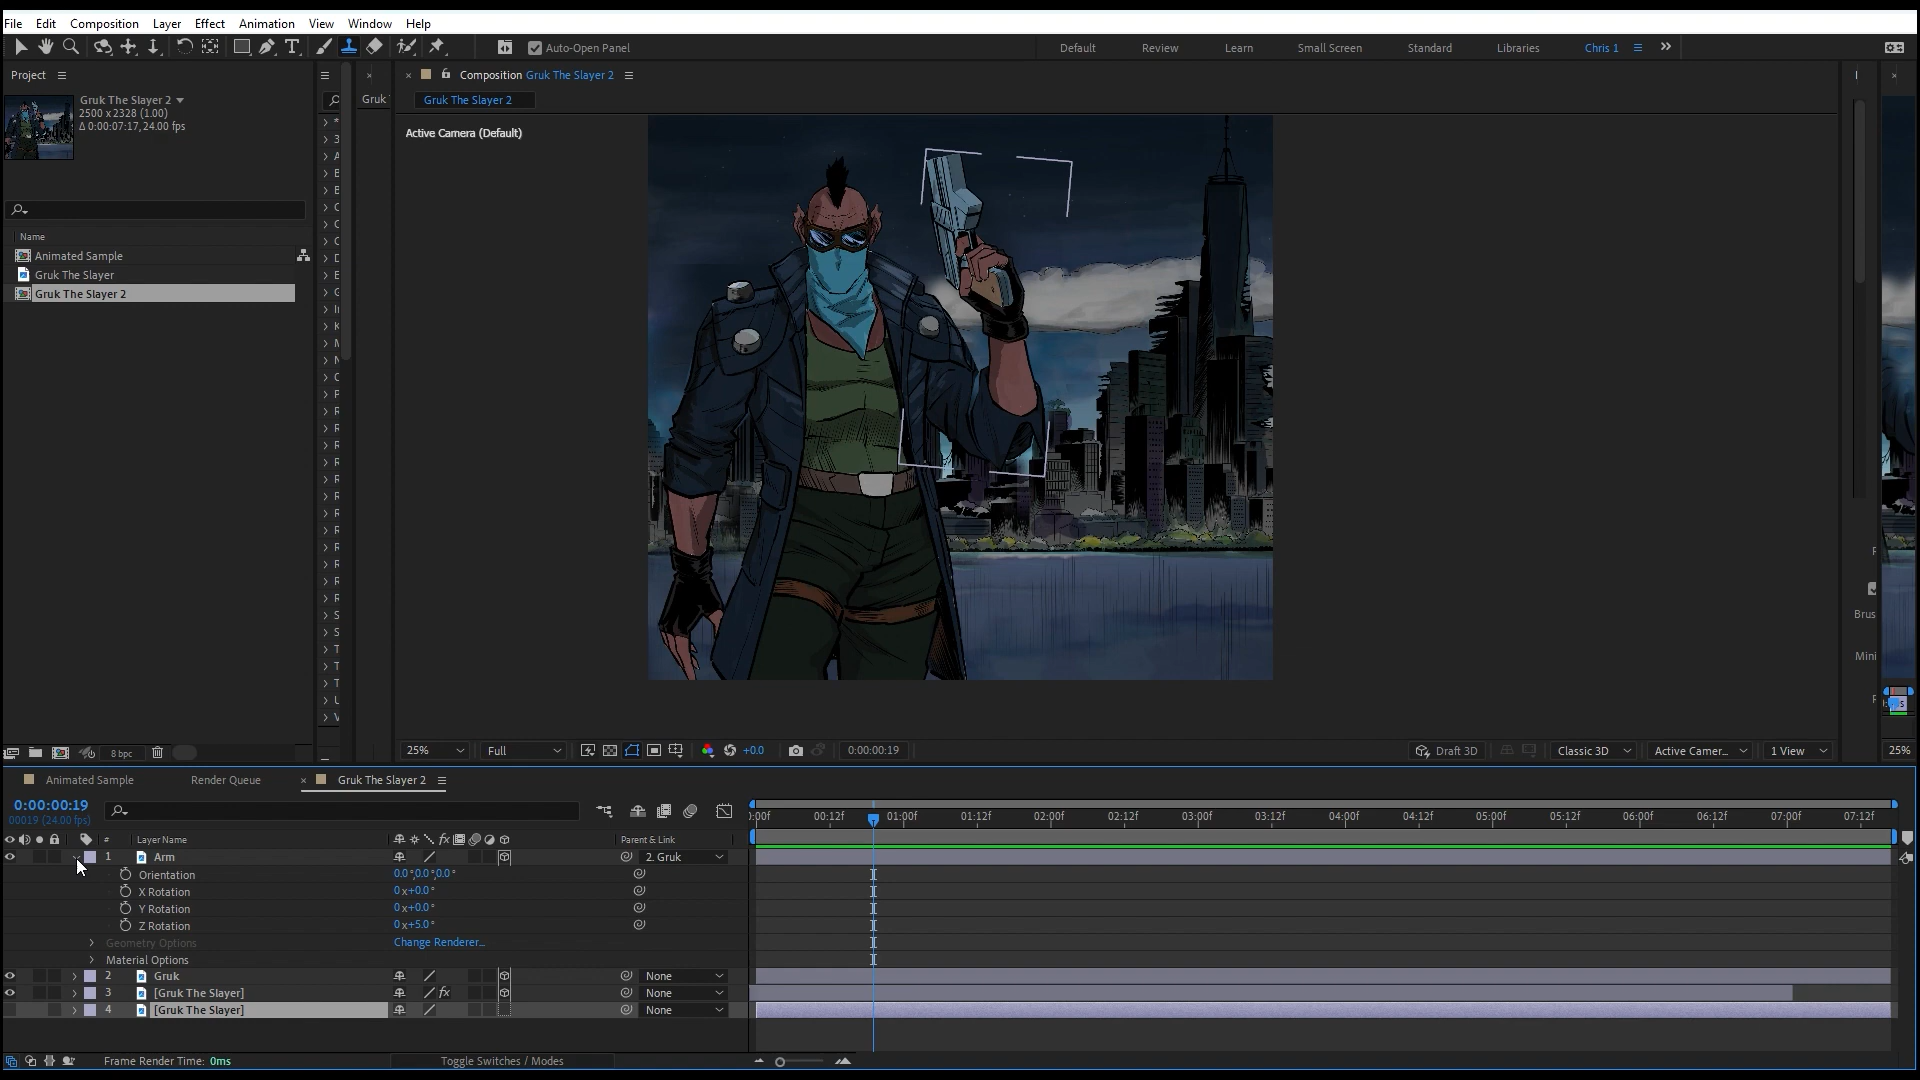 File Edit Composition Layer Effect Animation View Window Help
Auto-Open Panel
Default Review Learn Small Screen Standard Libraries Chris 1
Project
Composition Gruk The Slayer 2
Gruk The Slayer 2
2500 x 2328 (1.00)
Δ 0:00:07:17, 24.00 fps
Gruk
Gruk The Slayer 2
Active Camera (Default)
Name
Animated Sample
Gruk The Slayer
Gruk The Slayer 2
*
3
A
B
B
C
C
C
D
E
G
I
K
M
N
C
P
R
R
R
R
R
R
R
R
R
R
R
R
S
S
T
T
T
U
V
R
Brus
Mini
R
F
s
8 bpc
25% Full +0.0 0:00:00:19 Draft 3D Classic 3D Active Camer... 1 View 25%
Animated Sample Render Queue Gruk The Slayer 2
0:00:00:19
00019 (24.00 fps)
:00f 00:12f 01:00f 01:12f 02:00f 02:12f 03:00f 03:12f 04:00f 04:12f 05:00f 05:12f 06:00f 06:12f 07:00f 07:12f
# Layer Name fx Parent & Link
1 Arm 2. Gruk
Orientation 0.0°,0.0°,0.0°
X Rotation 0x+0.0°
Y Rotation 0x+0.0°
Z Rotation 0x+5.0°
Geometry Options Change Renderer...
Material Options
2 Gruk None
3 [Gruk The Slayer] fx None
4 [Gruk The Slayer] None
Frame Render Time: 0ms Toggle Switches / Modes